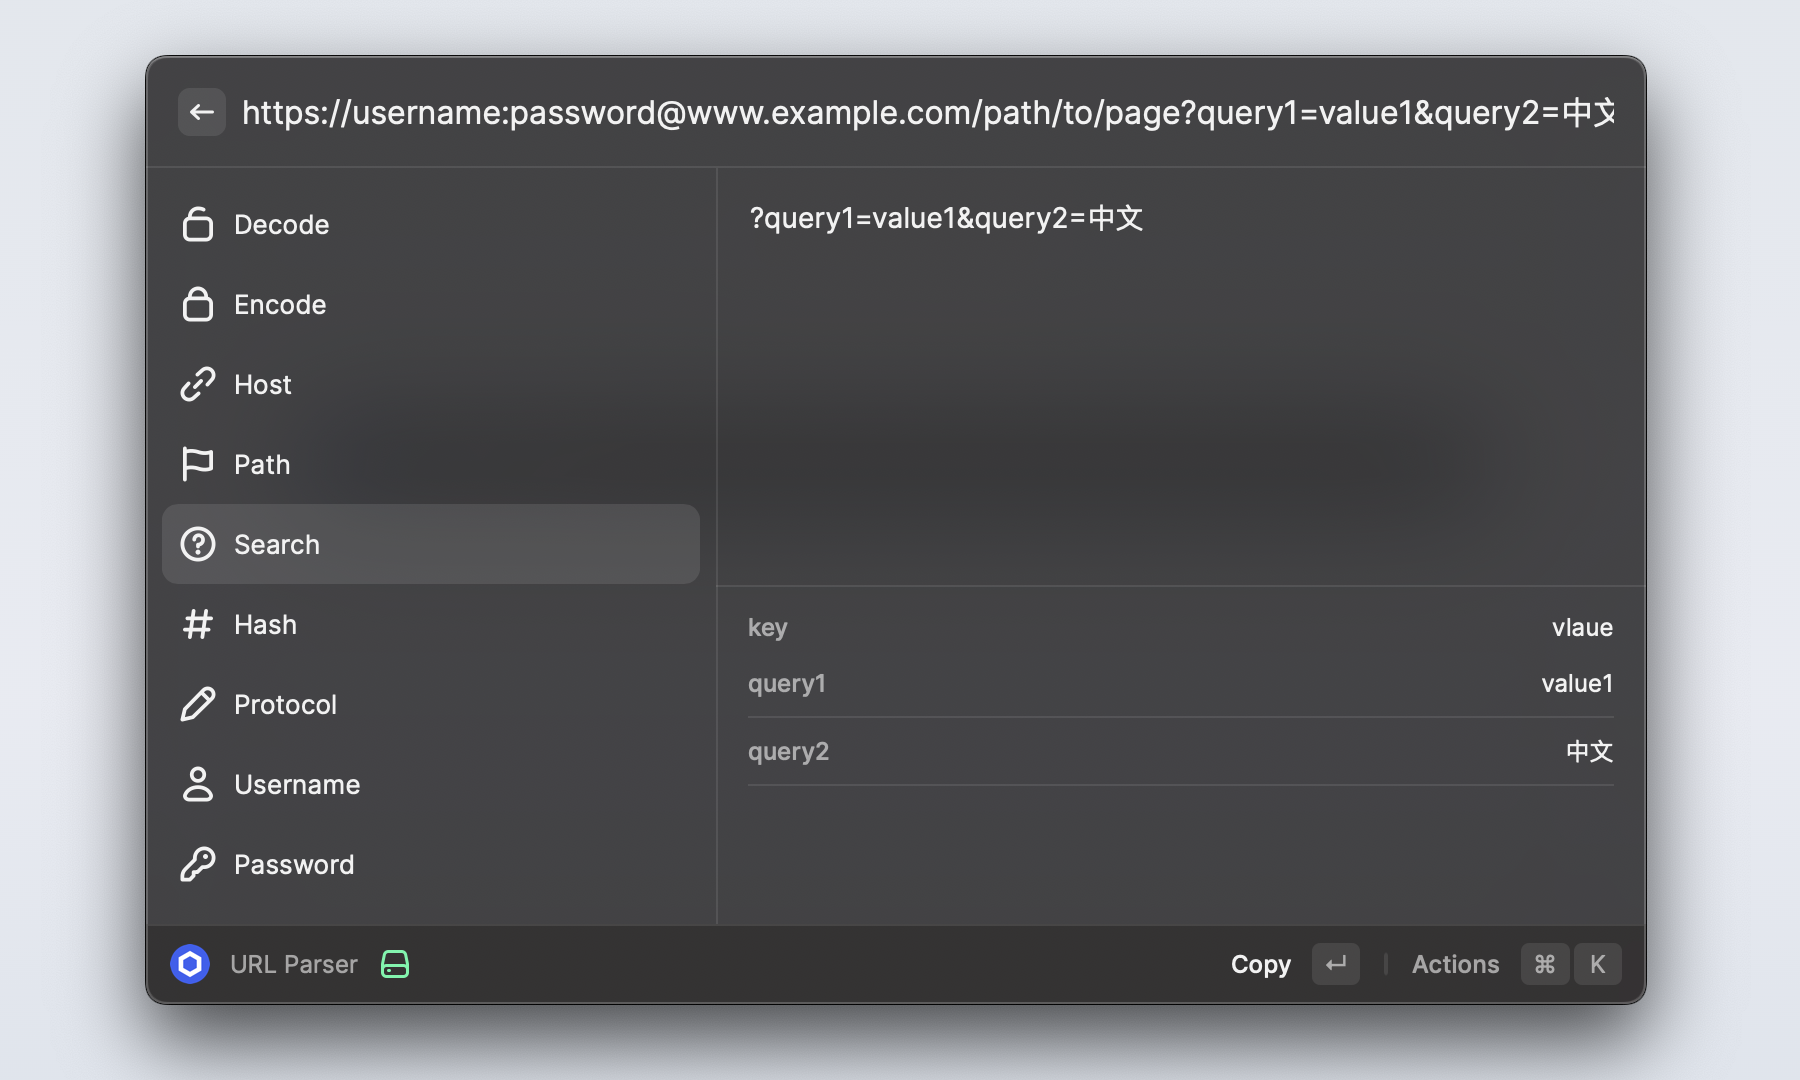 https://username:password@www.example.com/path/to/page?query1=value1&query2=中文
Decode
Encode
Host
Path
Search
Hash
Protocol
Username
Password
?query1=value1&query2=中文
key vlaue
query1 value1
query2 中文
URL Parser
Copy ↵ | Actions ⌘ K